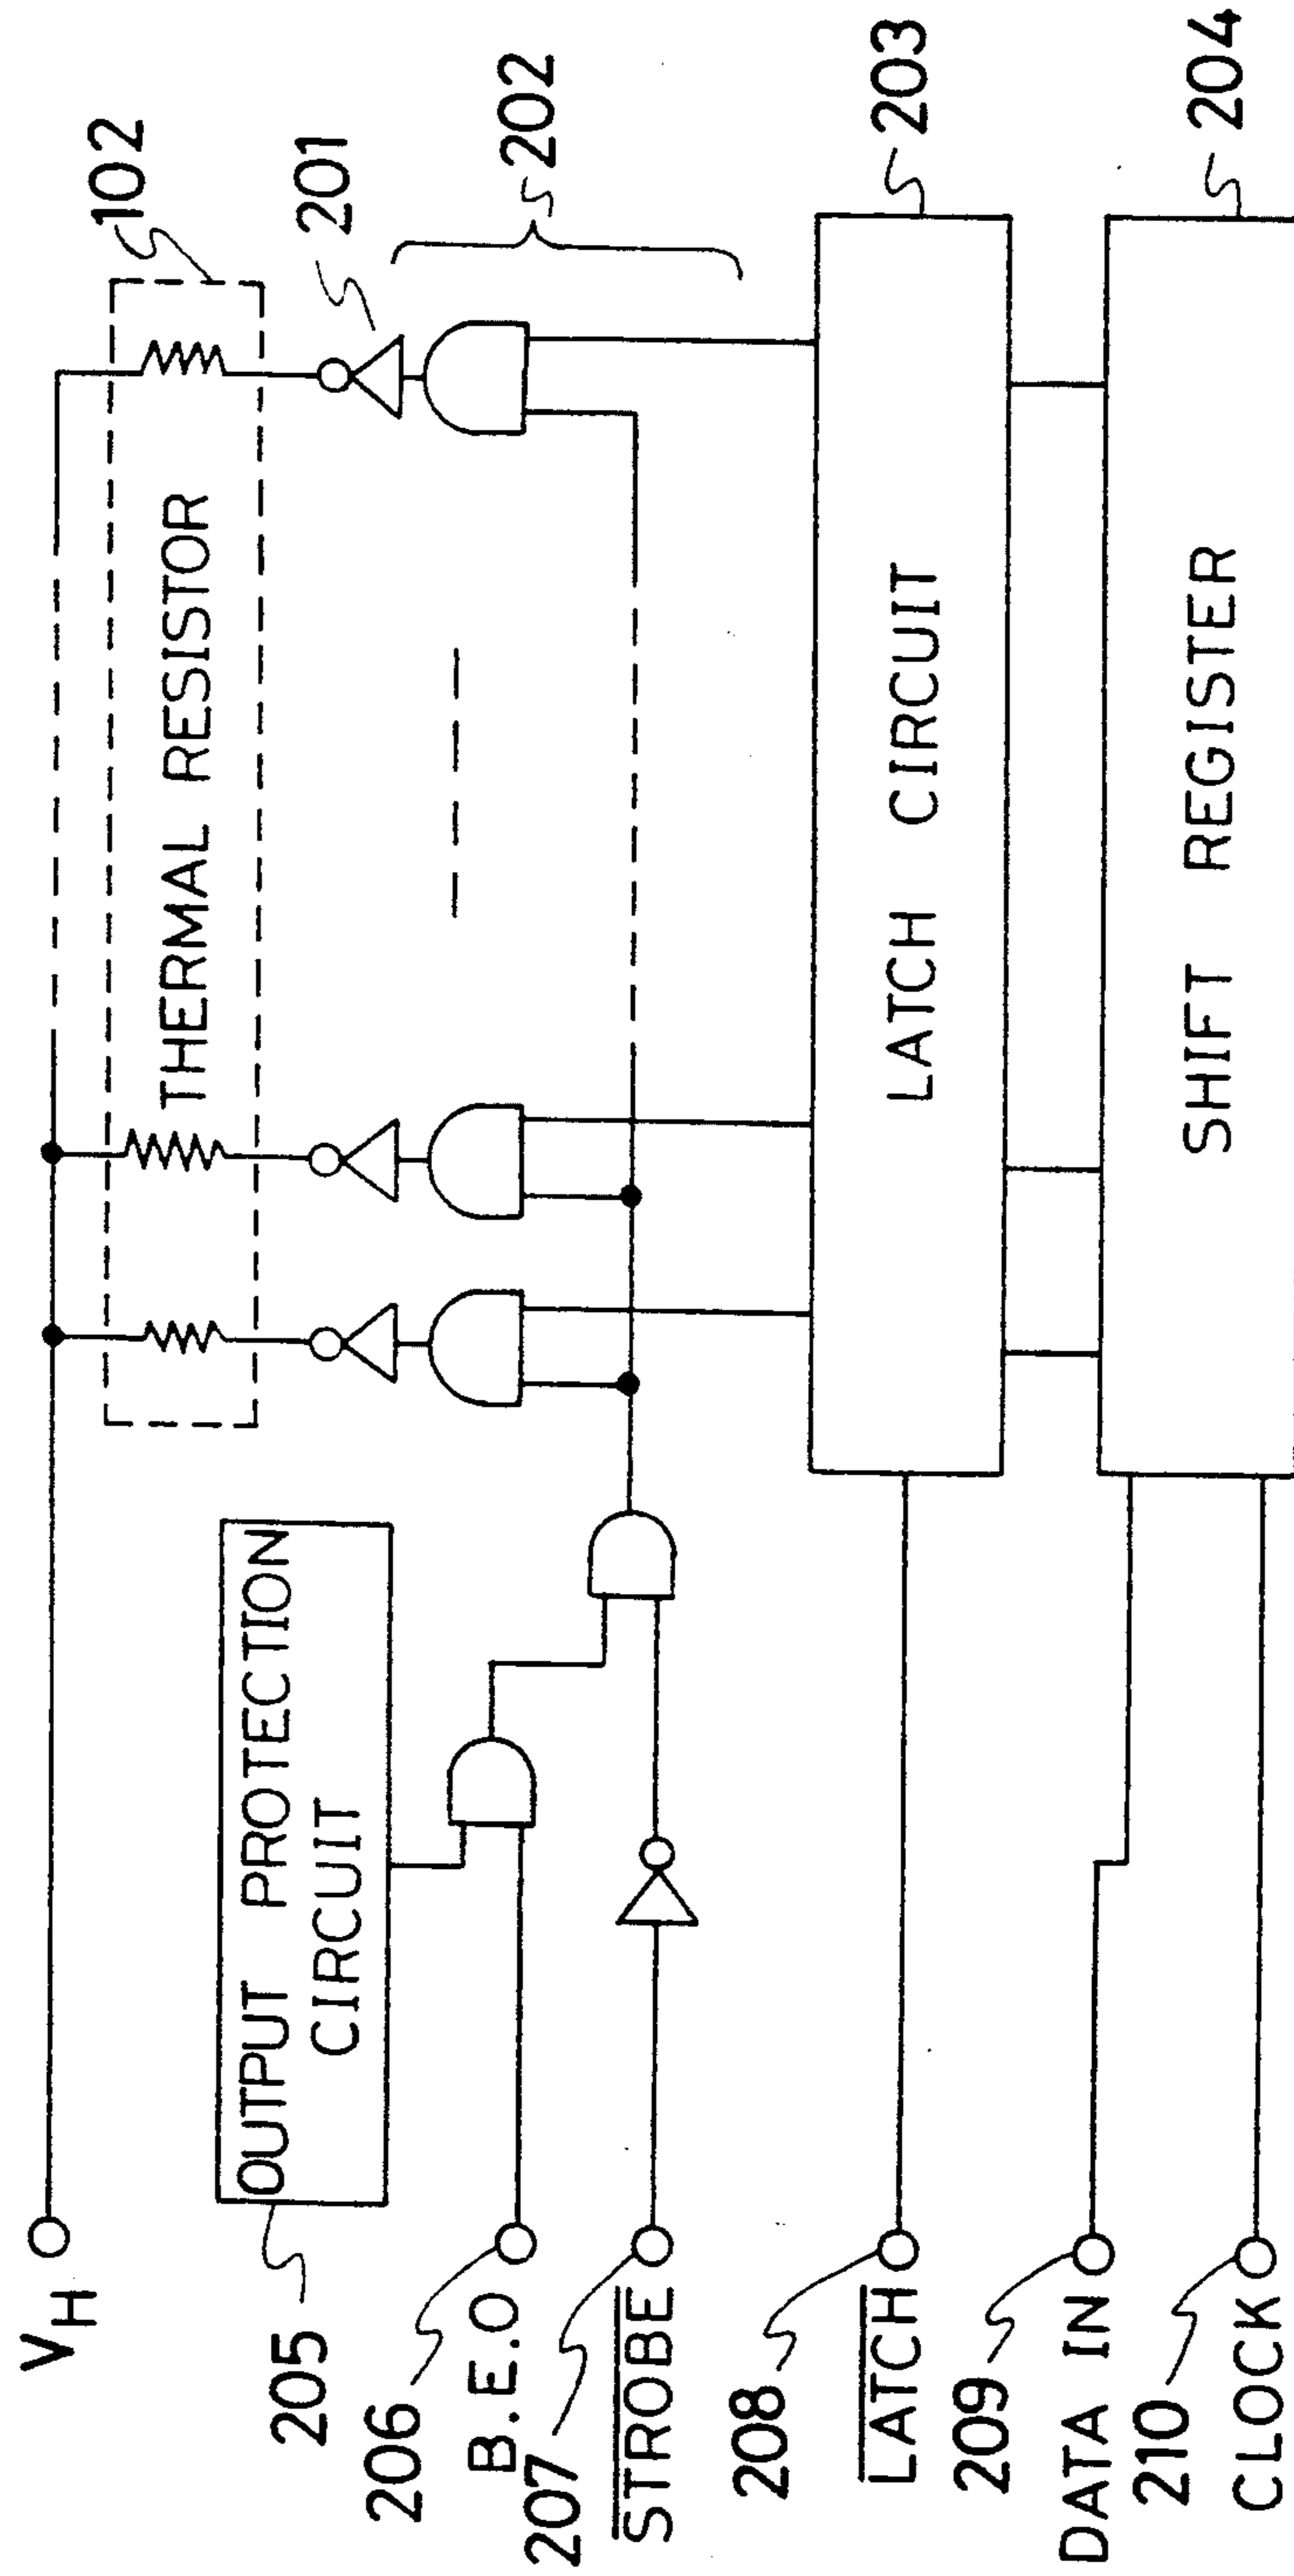 V_H
102
THERMAL RESISTOR
201
202
205
OUTPUT PROTECTION
CIRCUIT
206
B.E.O
207
STROBE
208
LATCH
LATCH CIRCUIT
203
209
DATA IN
210
CLOCK
SHIFT REGISTER
204